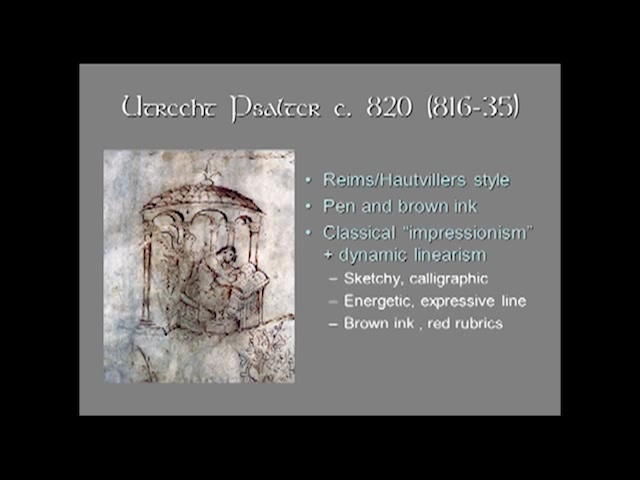 Utrecht Psalter c. 820 (816-35)
• Reims/Hautvillers style
• Pen and brown ink
• Classical "impressionism"
+ dynamic linearism
– Sketchy, calligraphic
– Energetic, expressive line
– Brown ink , red rubrics